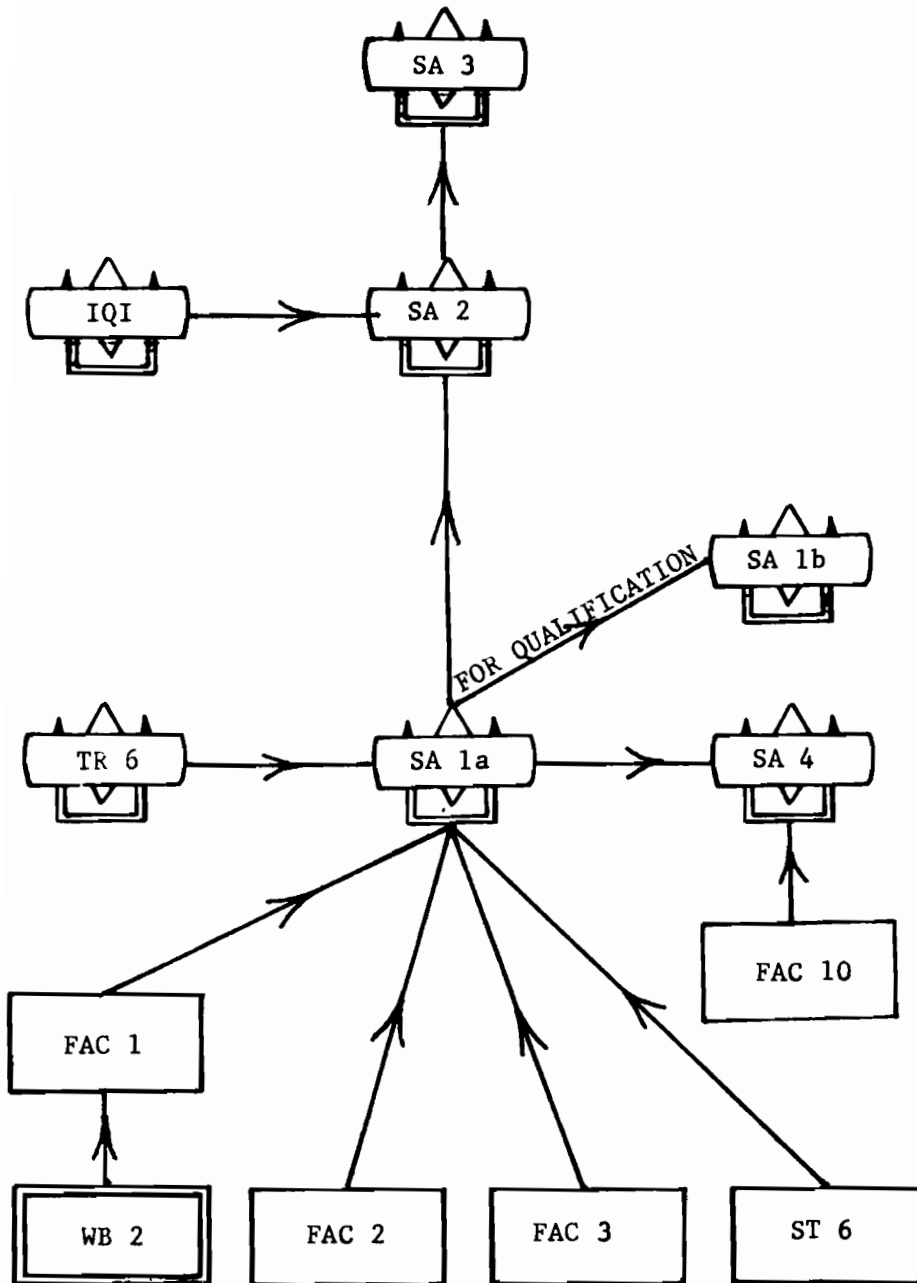 SA 3
IQI
SA 2
SA 1b
FOR QUALIFICATION
TR 6
SA 1a
SA 4
FAC 10
FAC 1
WB 2
FAC 2
FAC 3
ST 6